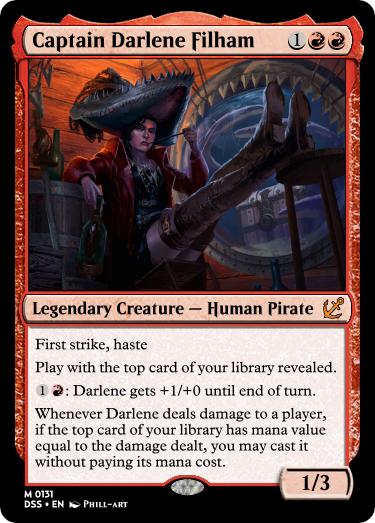 Captain Darlene Filham 1
Legendary Creature — Human Pirate
First strike, haste
Play with the top card of your library revealed.
1 R: Darlene gets +1/+0 until end of turn.
Whenever Darlene deals damage to a player,
if the top card of your library has mana value
equal to the damage dealt, you may cast it
without paying its mana cost.
1/3
M 0131
DSS • EN Phill-art